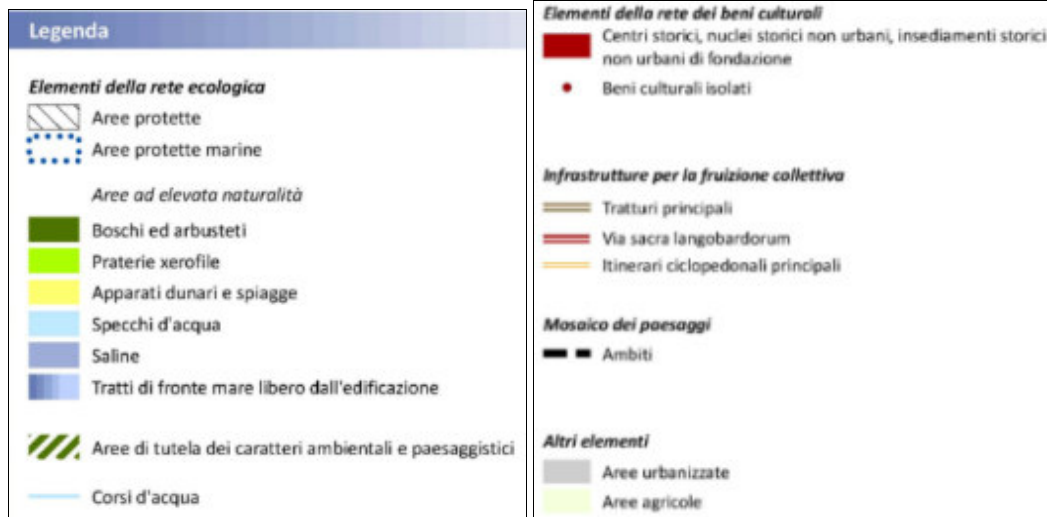 Legenda
Elementi della rete ecologica
Aree protette
Aree protette marine
Aree ad elevata naturalità
Boschi ed arbusteti
Praterie xerofile
Apparati dunari e spiagge
Specchi d'acqua
Saline
Tratti di fronte mare libero dall'edificazione
Aree di tutela dei caratteri ambientali e paesaggistici
Corsi d'acqua
Elementi della rete dei beni culturali
Centri storici, nuclei storici non urbani, insediamenti storici
non urbani di fondazione
Beni culturali isolati
Infrastrutture per la fruizione collettiva
Tratturi principali
Via sacra langobardorum
Itinerari ciclopedonali principali
Mosaico dei paesaggi
Ambiti
Altri elementi
Aree urbanizzate
Aree agricole